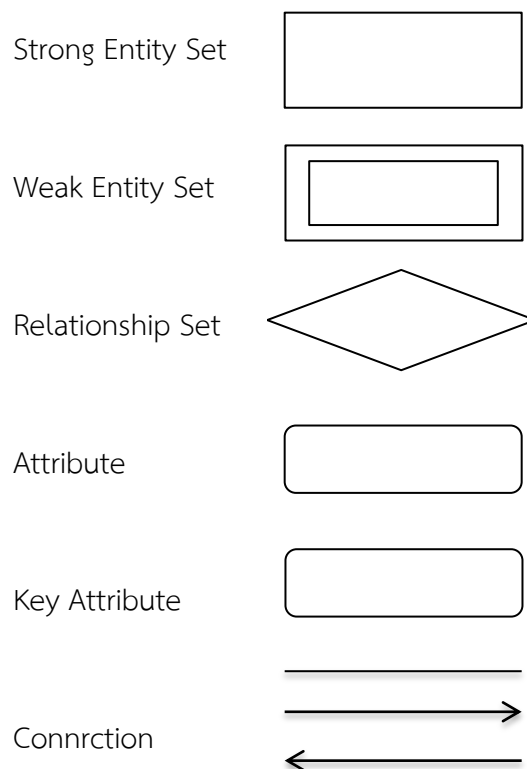 Strong Entity Set
Weak Entity Set
Relationship Set
Attribute
Key Attribute
Connrction